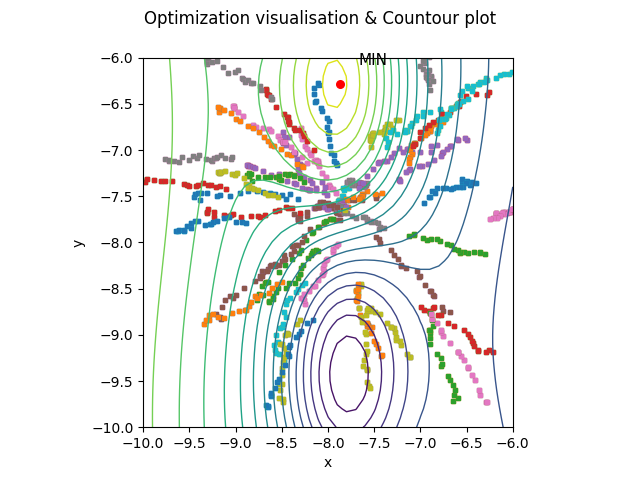 Optimization visualisation & Countour plot
MIN
−6.0
−6.5
−7.0
−7.5
−8.0
−8.5
−9.0
−9.5
−10.0
y
−10.0 −9.5 −9.0 −8.5 −8.0 −7.5 −7.0 −6.5 −6.0
x